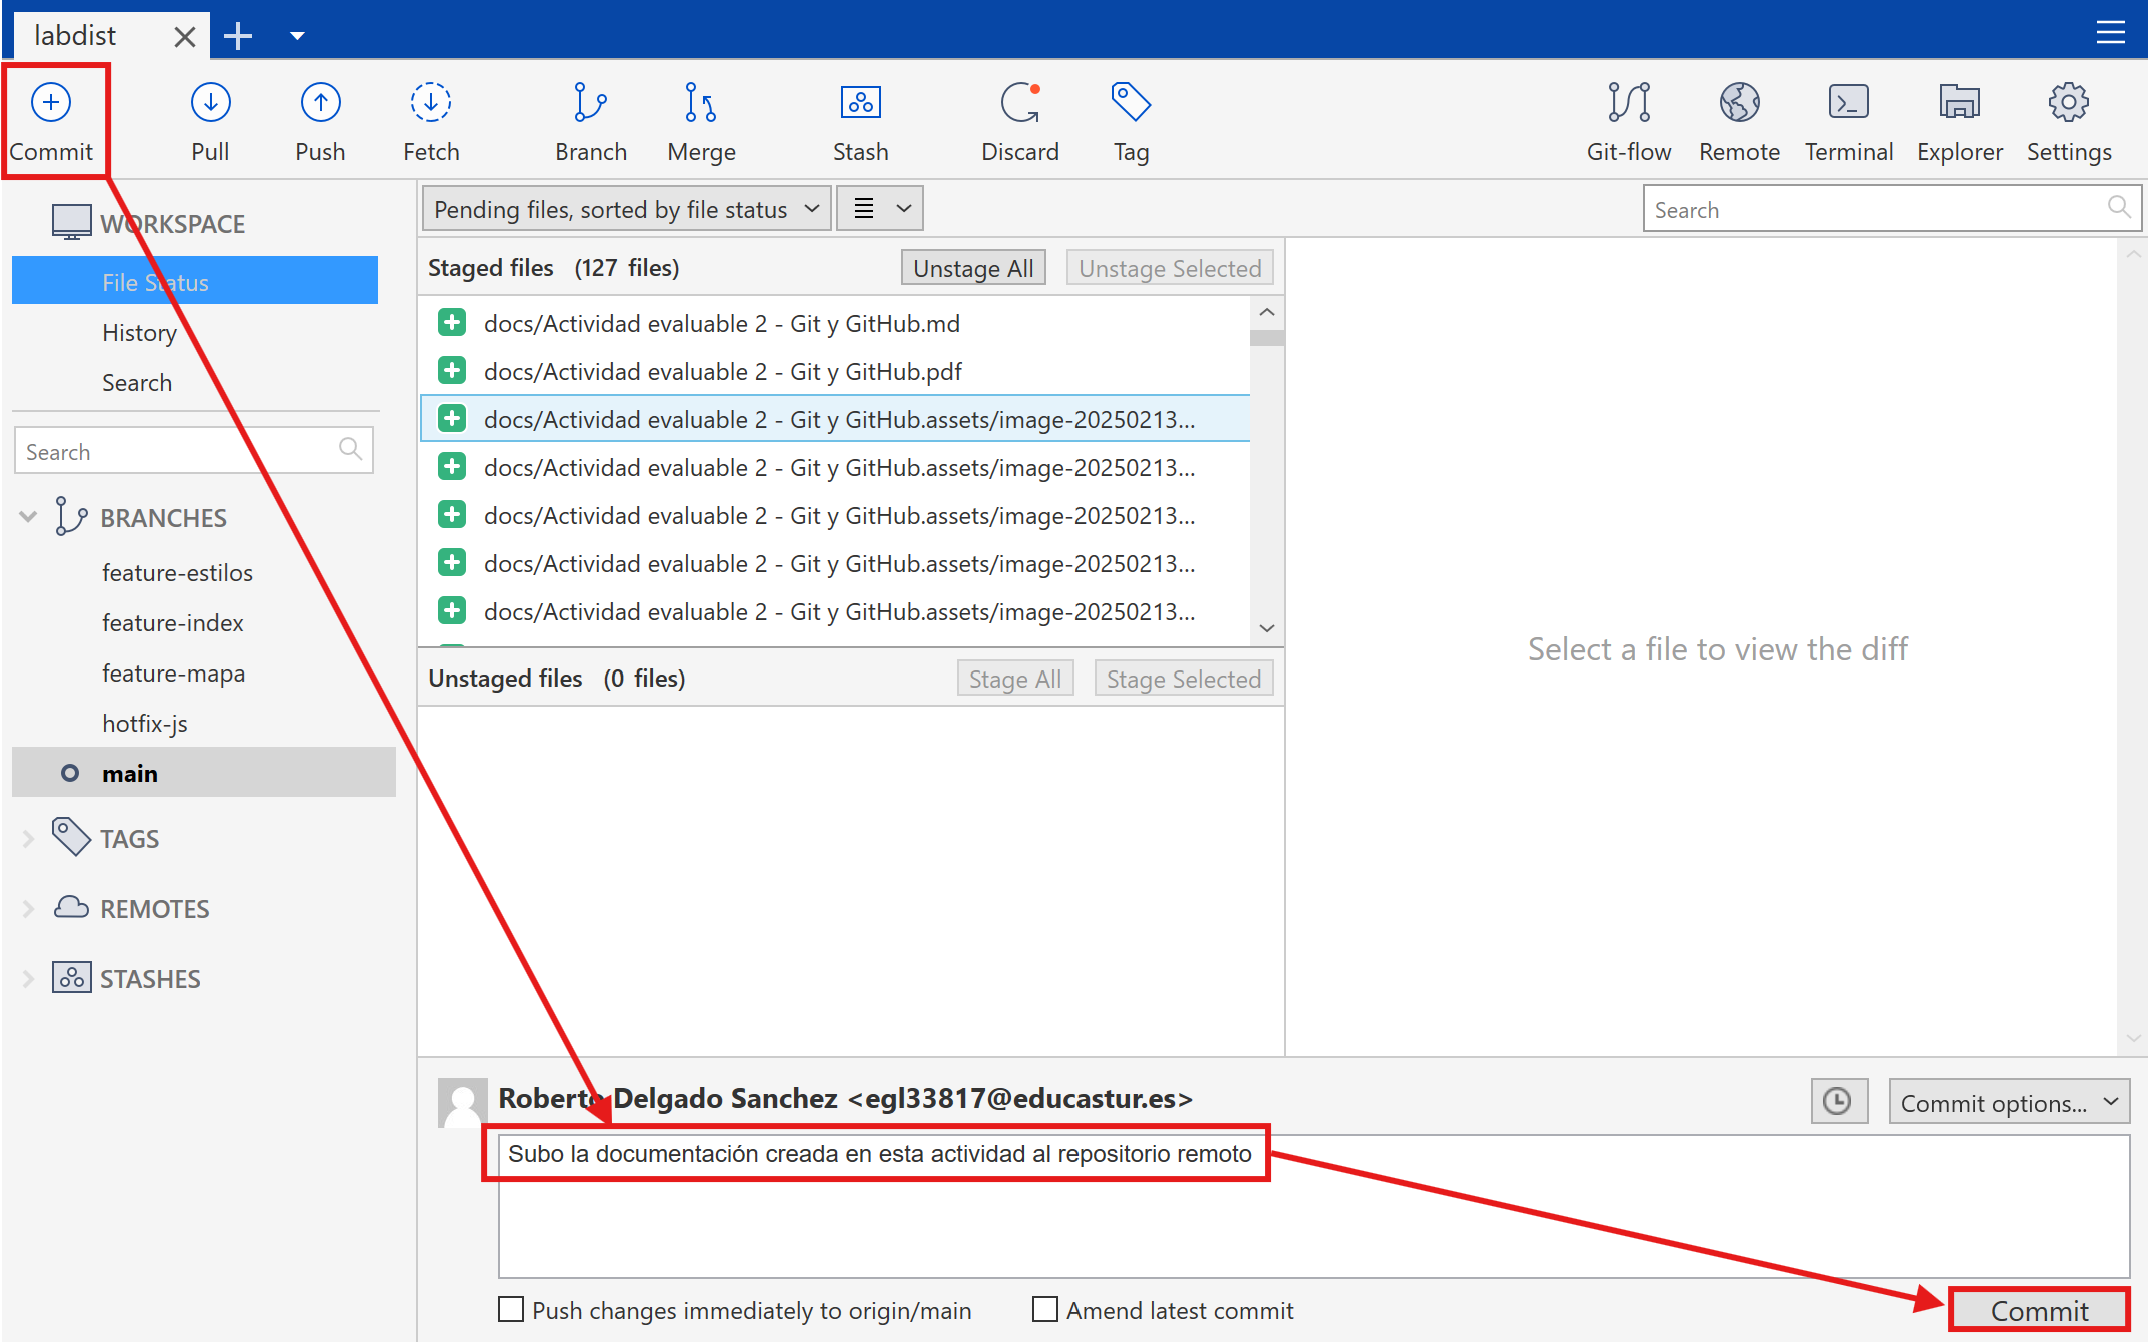 labdist
Commit
Pull
Push
Fetch
Branch
Merge
Stash
Discard
Tag
Git-flow
Remote
Terminal
Explorer
Settings
WORKSPACE
File Status
History
Search
Search
BRANCHES
feature-estilos
feature-index
feature-mapa
hotfix-js
main
TAGS
REMOTES
STASHES
Pending files, sorted by file status
Search
Staged files (127 files)
Unstage All
Unstage Selected
docs/Actividad evaluable 2 - Git y GitHub.md
docs/Actividad evaluable 2 - Git y GitHub.pdf
docs/Actividad evaluable 2 - Git y GitHub.assets/image-20250213...
docs/Actividad evaluable 2 - Git y GitHub.assets/image-20250213...
docs/Actividad evaluable 2 - Git y GitHub.assets/image-20250213...
docs/Actividad evaluable 2 - Git y GitHub.assets/image-20250213...
docs/Actividad evaluable 2 - Git y GitHub.assets/image-20250213...
Unstaged files (0 files)
Stage All
Stage Selected
Select a file to view the diff
Roberto Delgado Sanchez <egl33817@educastur.es>
Commit options...
Subo la documentación creada en esta actividad al repositorio remoto
Push changes immediately to origin/main
Amend latest commit
Commit